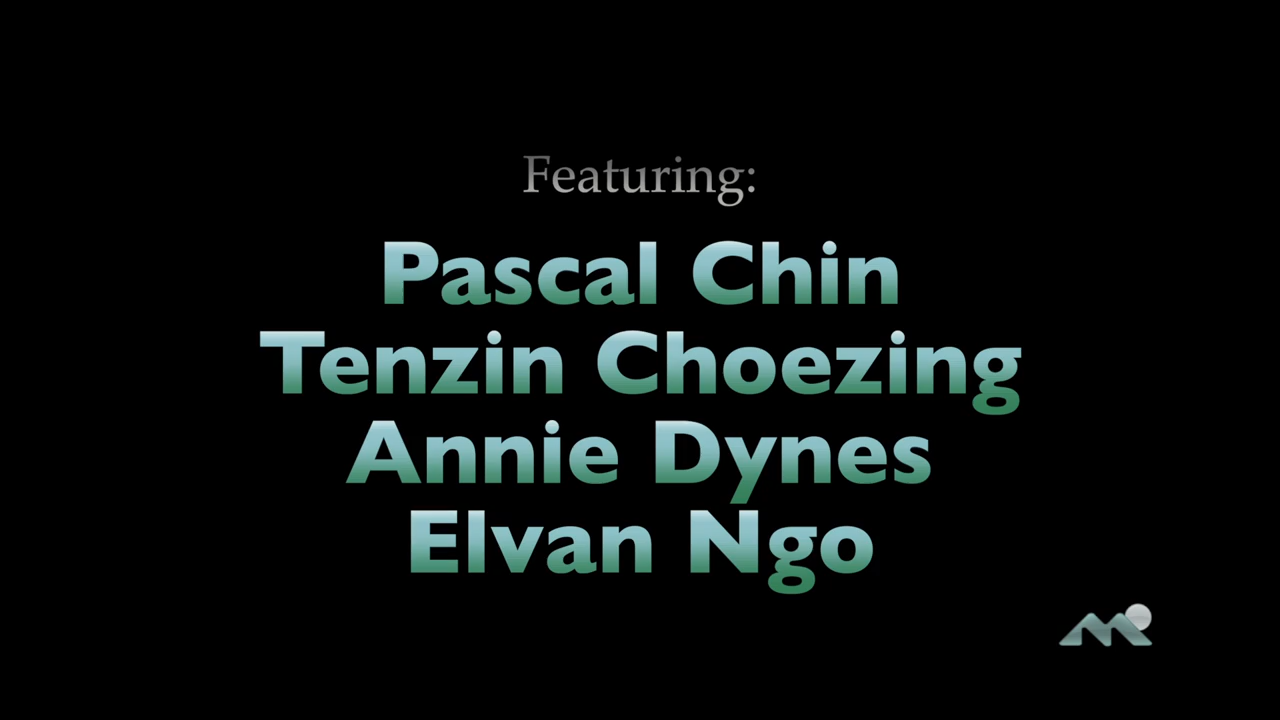 Featuring:
Pascal Chin
Tenzin Choezing
Annie Dynes
Elvan Ngo